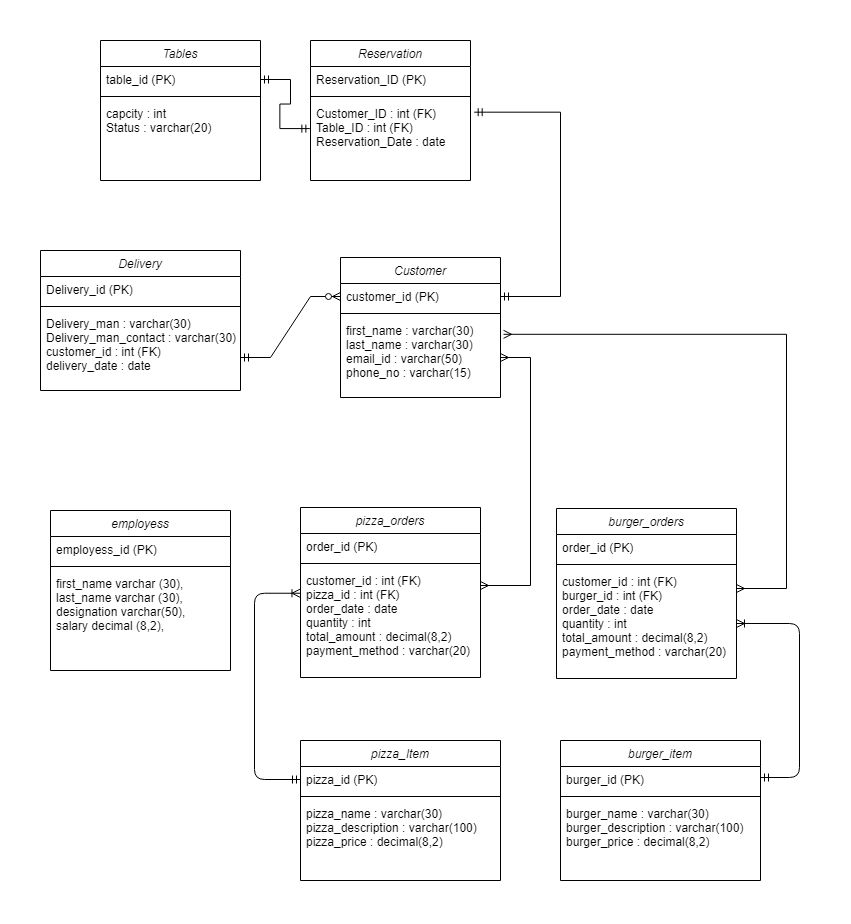 Tables
table_id (PK)
capcity : int
Status : varchar(20)
Reservation
Reservation_ID (PK)
Customer_ID : int (FK)
Table_ID : int (FK)
Reservation_Date : date
Delivery
Delivery_id (PK)
Delivery_man : varchar(30)
Delivery_man_contact : varchar(30)
customer_id : int (FK)
delivery_date : date
Customer
customer_id (PK)
first_name : varchar(30)
last_name : varchar(30)
email_id : varchar(50)
phone_no : varchar(15)
employess
employess_id (PK)
first_name varchar (30),
last_name varchar (30),
designation varchar(50),
salary decimal (8,2),
pizza_orders
order_id (PK)
customer_id : int (FK)
pizza_id : int (FK)
order_date : date
quantity : int
total_amount : decimal(8,2)
payment_method : varchar(20)
burger_orders
order_id (PK)
customer_id : int (FK)
burger_id : int (FK)
order_date : date
quantity : int
total_amount : decimal(8,2)
payment_method : varchar(20)
pizza_Item
pizza_id (PK)
pizza_name : varchar(30)
pizza_description : varchar(100)
pizza_price : decimal(8,2)
burger_item
burger_id (PK)
burger_name : varchar(30)
burger_description : varchar(100)
burger_price : decimal(8,2)